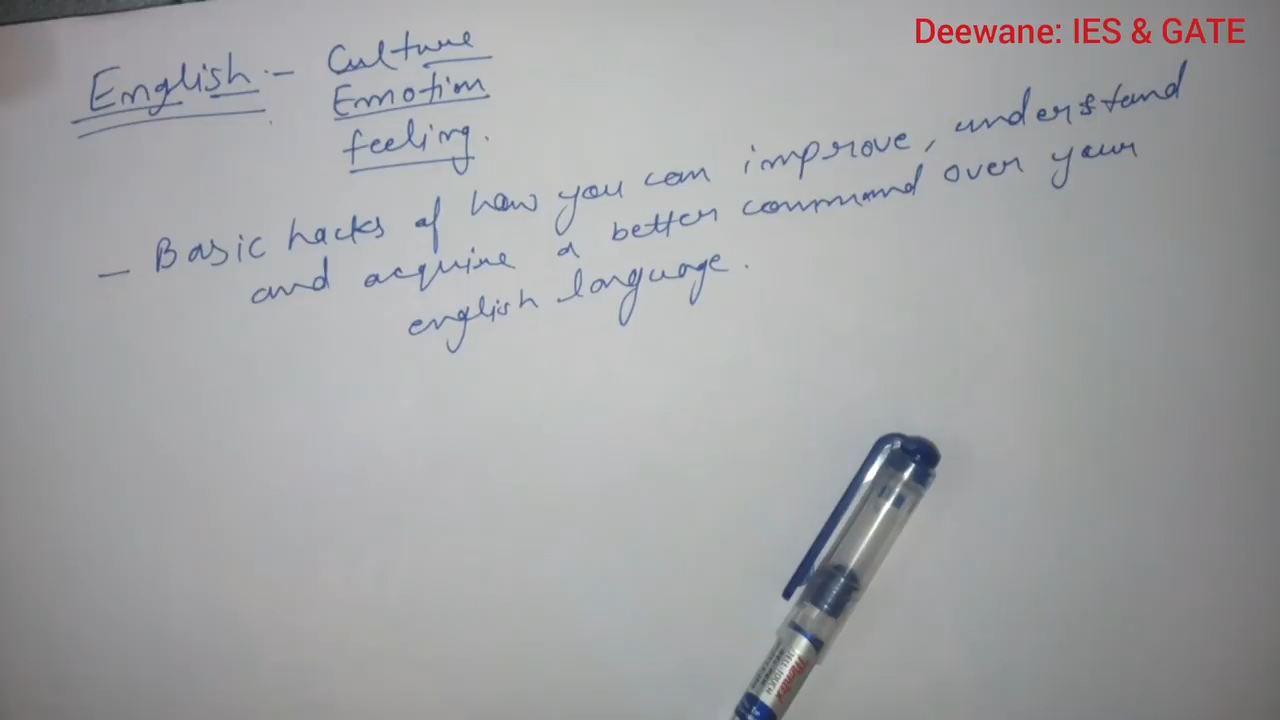 Deewane: IES & GATE
English :- Culture
Emotion
feeling.
- Basic hacks of how you can improve, understand
and acquire a better command over your
english language.
Montex